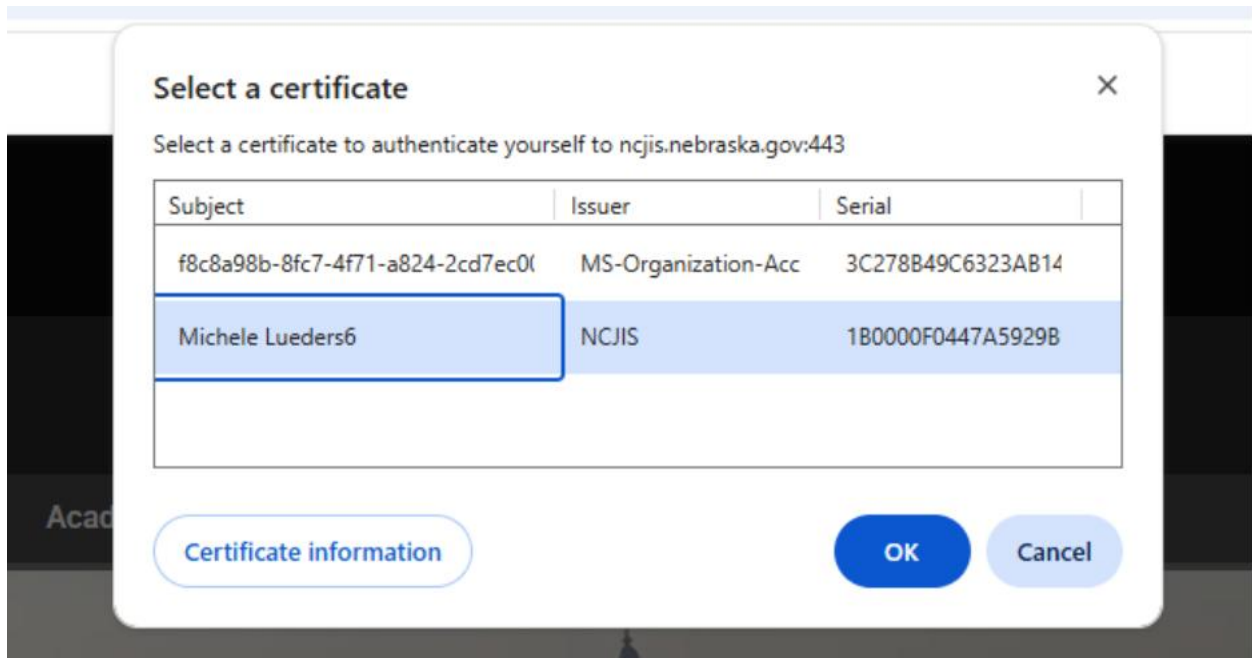 Select a certificate
Select a certificate to authenticate yourself to ncjis.nebraska.gov:443
Subject Issuer Serial
f8c8a98b-8fc7-4f71-a824-2cd7ec0( MS-Organization-Acc 3C278B49C6323AB14
Michele Lueders6 NCJIS 1B0000F0447A5929B
Acad
Certificate information OK Cancel